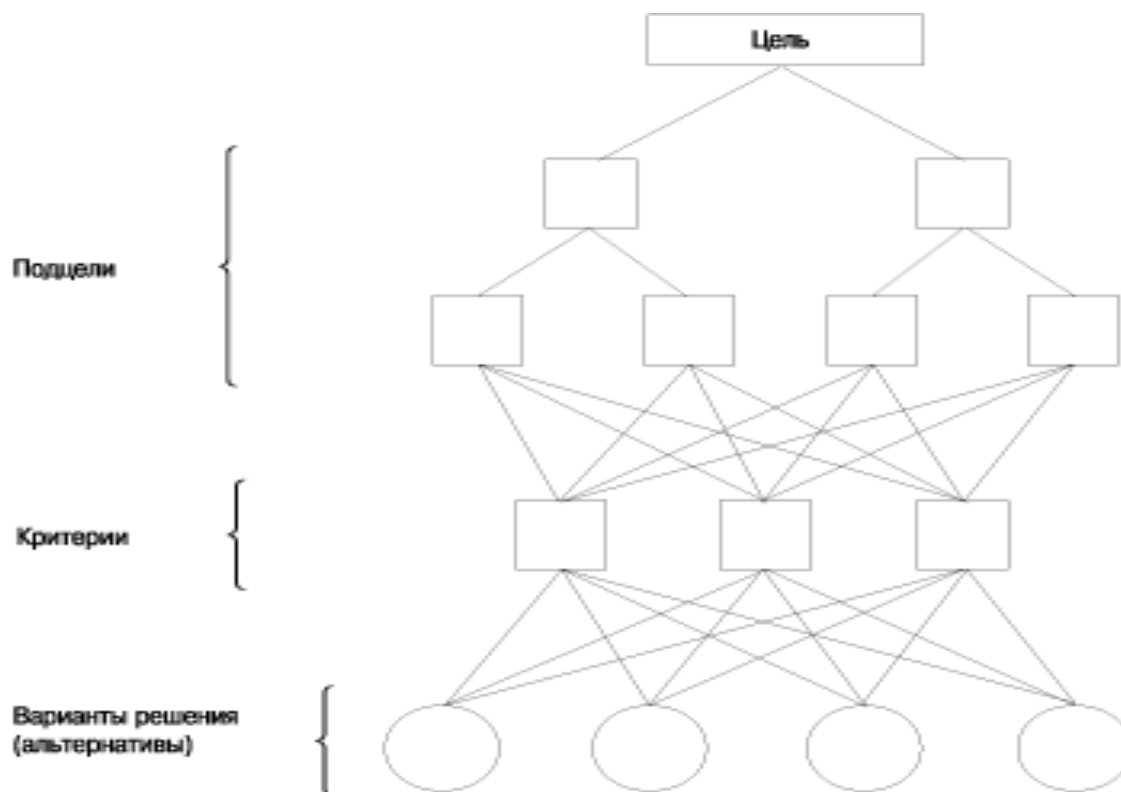 Цель
Подцели
Критерии
Варианты решения
(альтернативы)